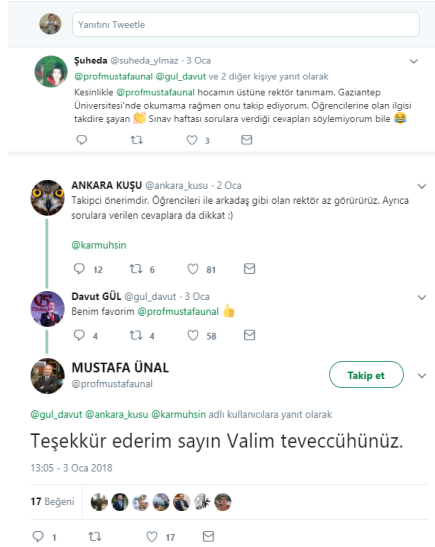 Yanıtını Tweetle
Şuheda @suheda_ylmaz · 3 Oca
@profmustafaunal @gul_davut ve 2 diğer kişiye yanıt olarak
Kesinlikle @profmustafaunal hocamın üstüne rektör tanımam. Gaziantep
Üniversitesi'nde okumama rağmen onu takip ediyorum. Öğrencilerine olan ilgisi
takdire şayan 👏 Sınav haftası sorulara verdiği cevapları söylemiyorum bile 😂
3
ANKARA KUŞU @ankara_kusu · 2 Oca
Takipci önerimdir. Öğrencileri ile arkadaş gibi olan rektör az görürürüz. Ayrıca
sorulara verilen cevaplara da dikkat :)
@karmuhsin
12 6 81
Davut GÜL @gul_davut · 3 Oca
Benim favorim @profmustafaunal 👍
4 4 58
MUSTAFA ÜNAL
@profmustafaunal
Takip et
@gul_davut @ankara_kusu @karmuhsin adlı kullanıcılara yanıt olarak
Teşekkür ederim sayın Valim teveccühünüz.
13:05 - 3 Oca 2018
17 Beğeni
1 17